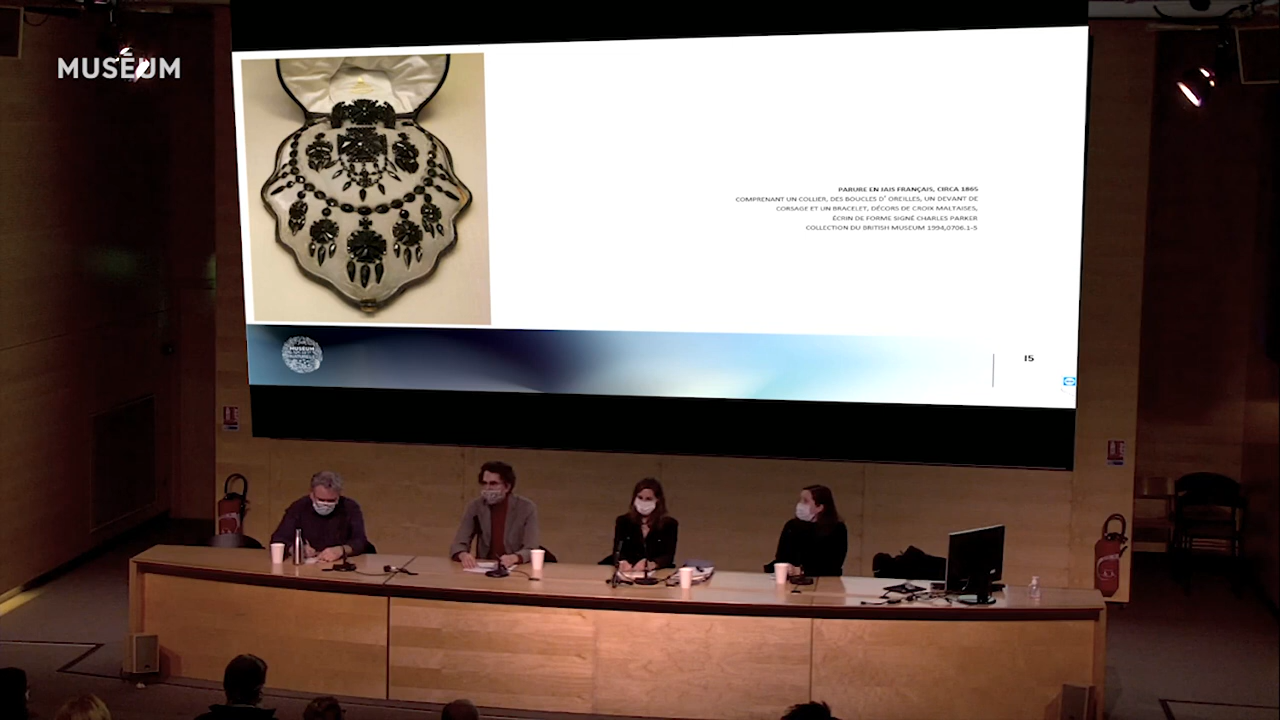 MUSÉUM
PARURE EN JAIS FRANÇAIS, CIRCA 1865
COMPRENANT UN COLLIER, DES BOUCLES D' OREILLES, UN DEVANT DE
CORSAGE ET UN BRACELET, DÉCORS DE CROIX MALTAISES,
ÉCRIN DE FORME SIGNÉ CHARLES PARKER
COLLECTION DU BRITISH MUSEUM 1994,0706.1-5
MUSÉUM
15